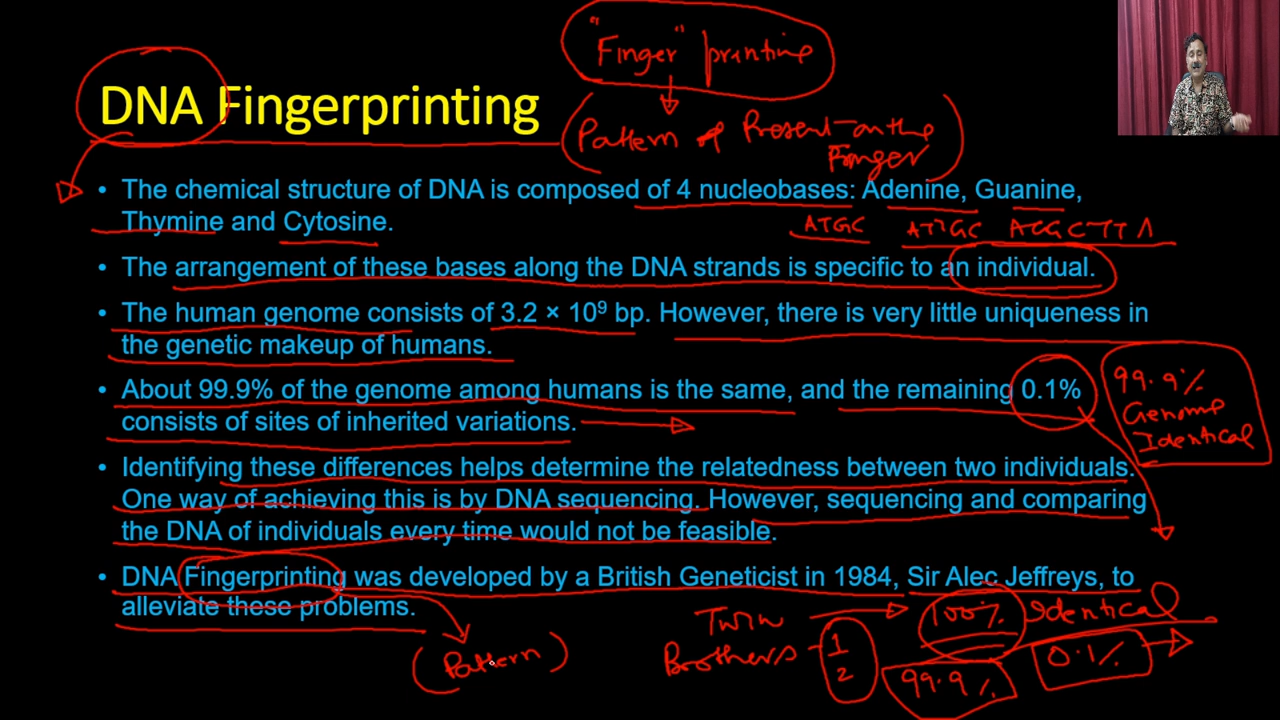 "Finger" printing
DNA Fingerprinting
Pattern of Present on the
Finger
• The chemical structure of DNA is composed of 4 nucleobases: Adenine, Guanine,
Thymine and Cytosine.
ATGC ATTGC ACGCTTA
• The arrangement of these bases along the DNA strands is specific to an individual.
• The human genome consists of 3.2 × 10⁹ bp. However, there is very little uniqueness in
the genetic makeup of humans.
• About 99.9% of the genome among humans is the same, and the remaining 0.1%
consists of sites of inherited variations.
99.9%
Genome
Identical
• Identifying these differences helps determine the relatedness between two individuals.
One way of achieving this is by DNA sequencing. However, sequencing and comparing
the DNA of individuals every time would not be feasible.
• DNA Fingerprinting was developed by a British Geneticist in 1984, Sir Alec Jeffreys, to
alleviate these problems.
(Pattern)
Twin 100% Identical
Brothers 1
2
99.9%
0.1%